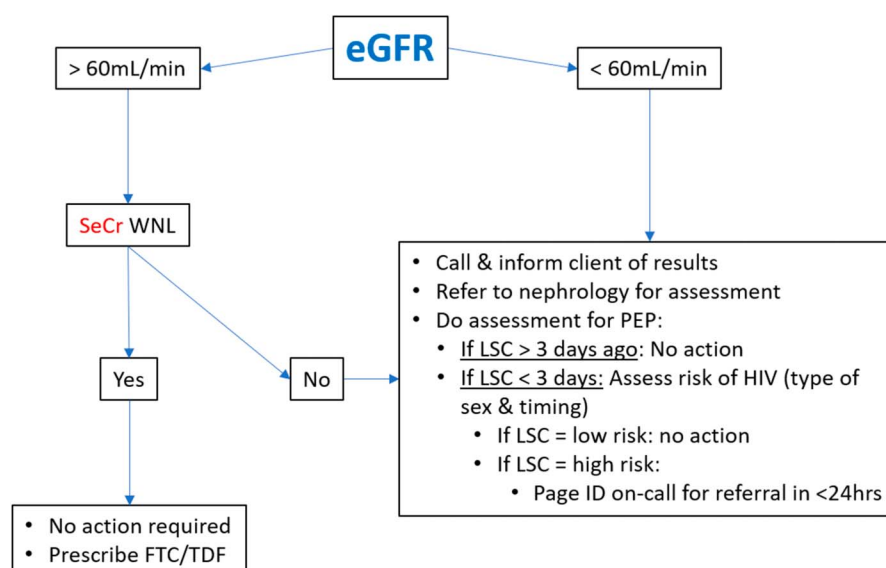 eGFR
> 60mL/min
< 60mL/min
SeCr WNL
• Call & inform client of results
• Refer to nephrology for assessment
• Do assessment for PEP:
• If LSC > 3 days ago: No action
• If LSC < 3 days: Assess risk of HIV (type of
sex & timing)
• If LSC = low risk: no action
• If LSC = high risk:
• Page ID on-call for referral in <24hrs
Yes
No
• No action required
• Prescribe FTC/TDF